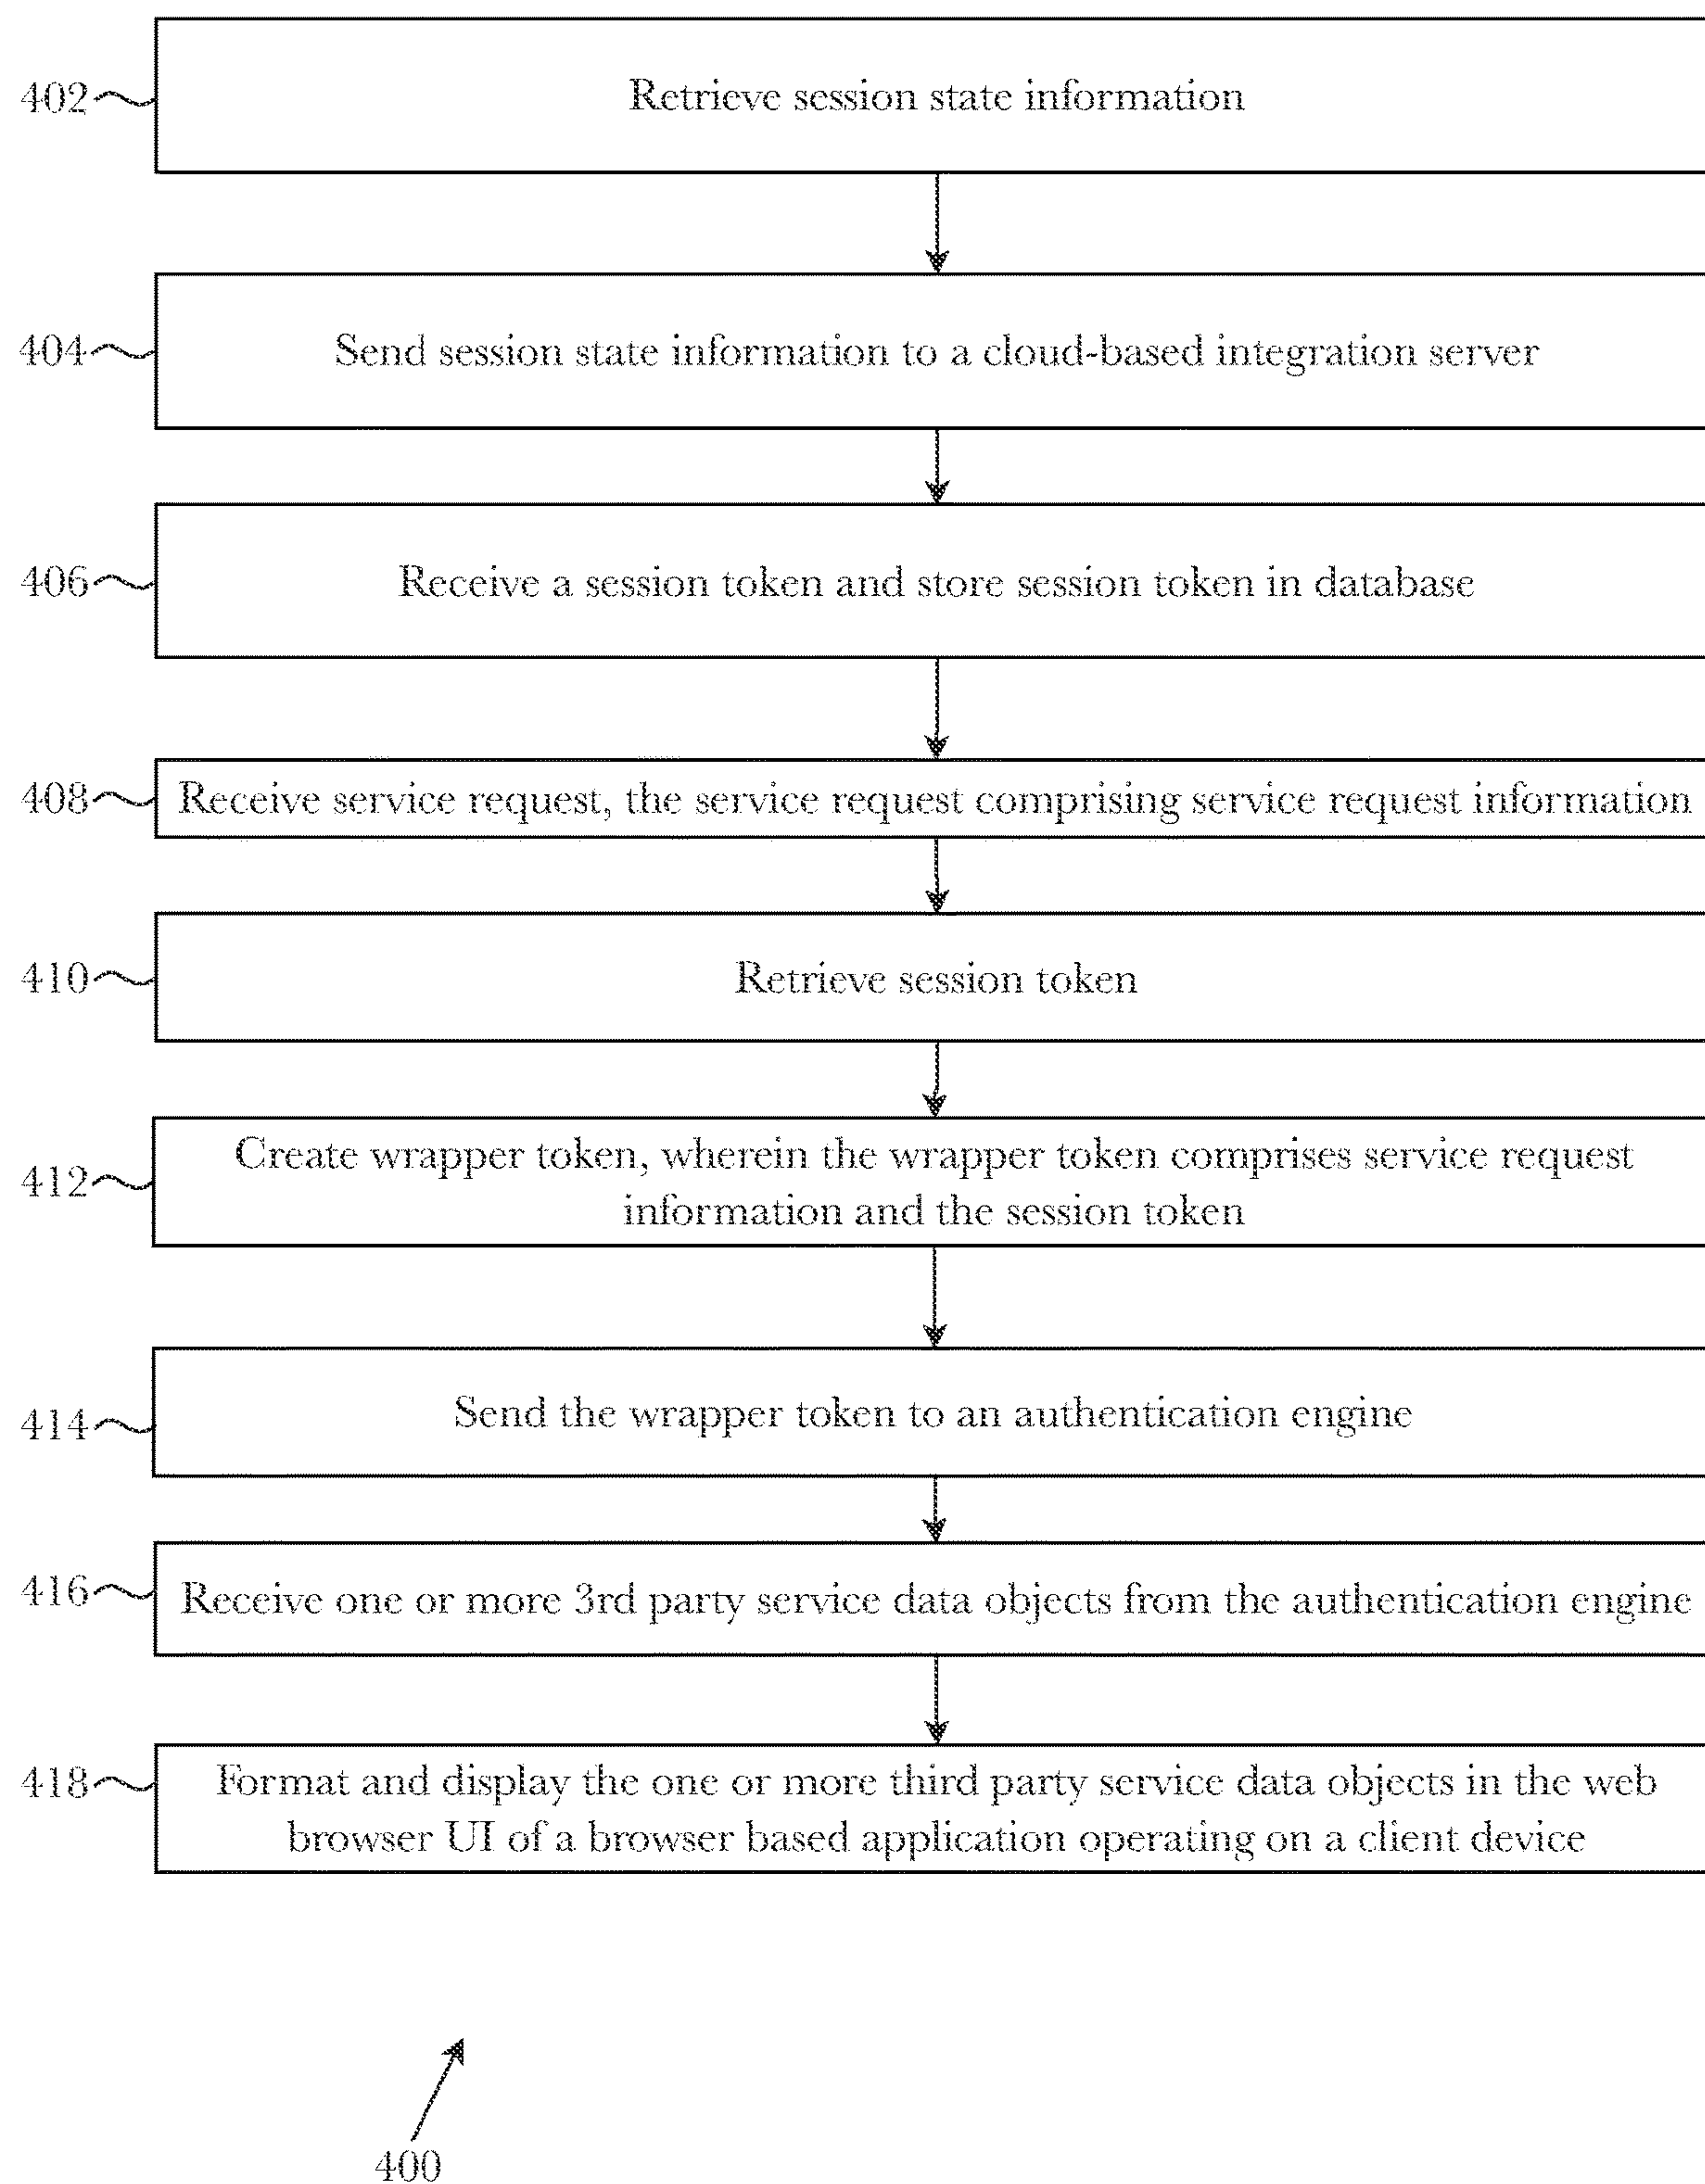 402
Retrieve session state information
404
Send session state information to a cloud-based integration server
406
Receive a session token and store session token in database
408
Receive service request, the service request comprising service request information
410
Retrieve session token
412
Create wrapper token, wherein the wrapper token comprises service request
information and the session token
414
Send the wrapper token to an authentication engine
416
Receive one or more 3rd party service data objects from the authentication engine
418
Format and display the one or more third party service data objects in the web
browser UI of a browser based application operating on a client device
400